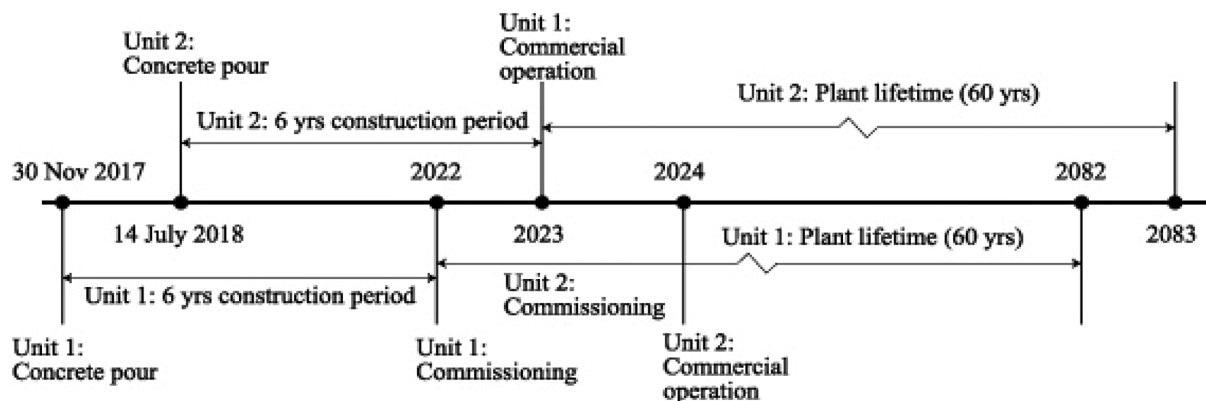 Unit 2:
Concrete pour
Unit 1:
Commercial
operation
Unit 2: Plant lifetime (60 yrs)
Unit 2: 6 yrs construction period
30 Nov 2017
2022
2024
2082
14 July 2018
2023
Unit 1: Plant lifetime (60 yrs)
2083
Unit 1: 6 yrs construction period
Unit 2:
Commissioning
Unit 1:
Concrete pour
Unit 1:
Commissioning
Unit 2:
Commercial
operation